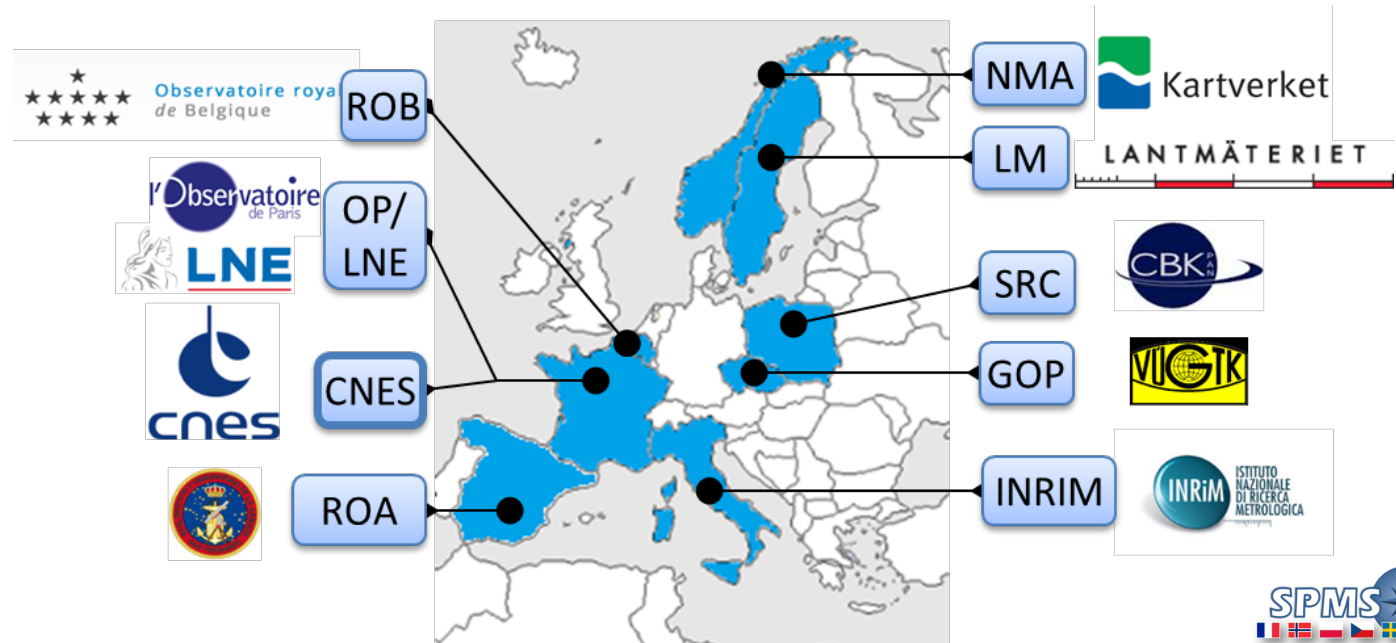 Observatoire roya
de Belgique
ROB
l'Observatoire
de Paris
LNE
OP/
LNE
cnes
CNES
ROA
NMA
Kartverket
LM
LANTMÄTERIET
SRC
CBK
PAN
GOP
VÚGTK
INRIM
INRiM
ISTITUTO
NAZIONALE
DI RICERCA
METROLOGICA
SPMS